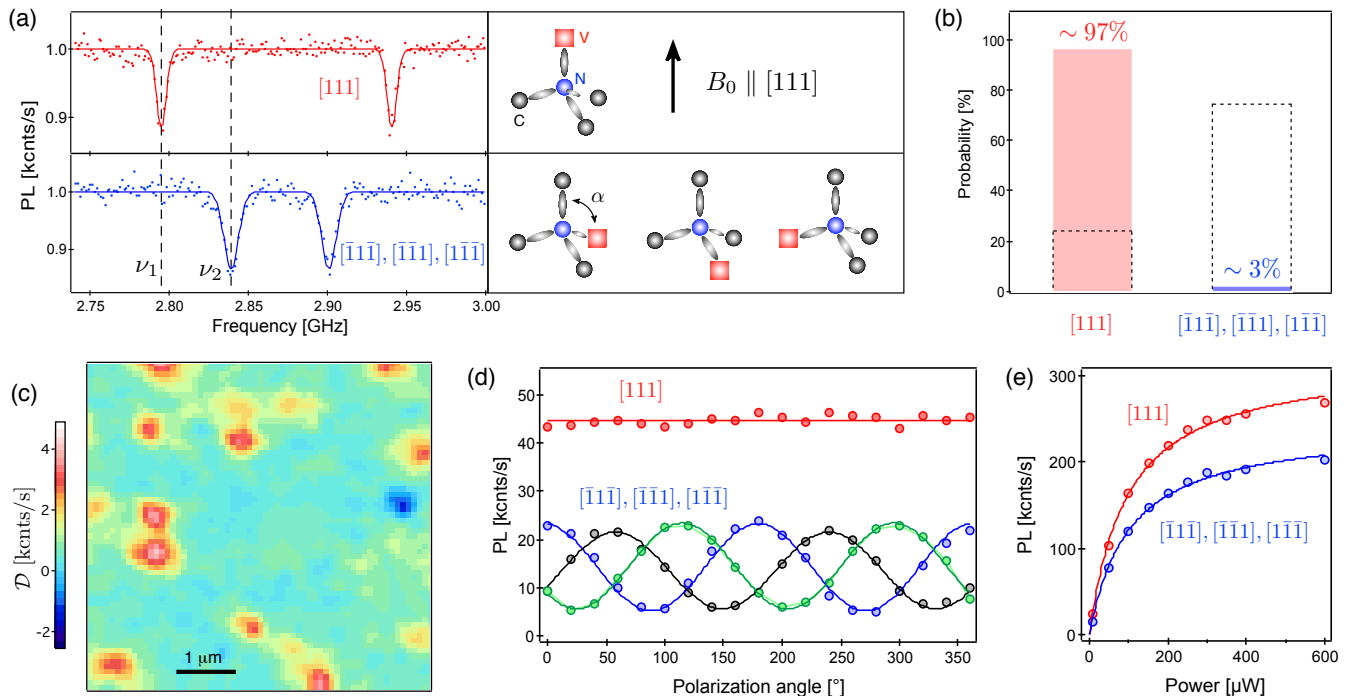 (a)
1.0
0.9
1.0
0.9
PL [kcnts/s]
[111]
[1̄11̄], [1̄1̄1], [11̄1̄]
ν₁
ν₂
2.75
2.80
2.85
2.90
2.95
3.00
Frequency [GHz]
V
N
C
B₀ ∥ [111]
α
(b)
100
80
60
40
20
0
Probability [%]
~ 97%
~ 3%
[111]
[1̄11̄], [1̄1̄1], [11̄1̄]
(c)
4
2
0
-2
𝒟 [kcnts/s]
1 µm
(d)
50
40
30
20
10
0
PL [kcnts/s]
[111]
[1̄11̄], [1̄1̄1], [11̄1̄]
0
50
100
150
200
250
300
350
Polarization angle [°]
(e)
300
200
100
0
PL [kcnts/s]
[111]
[1̄11̄], [1̄1̄1], [11̄1̄]
0
200
400
600
Power [µW]